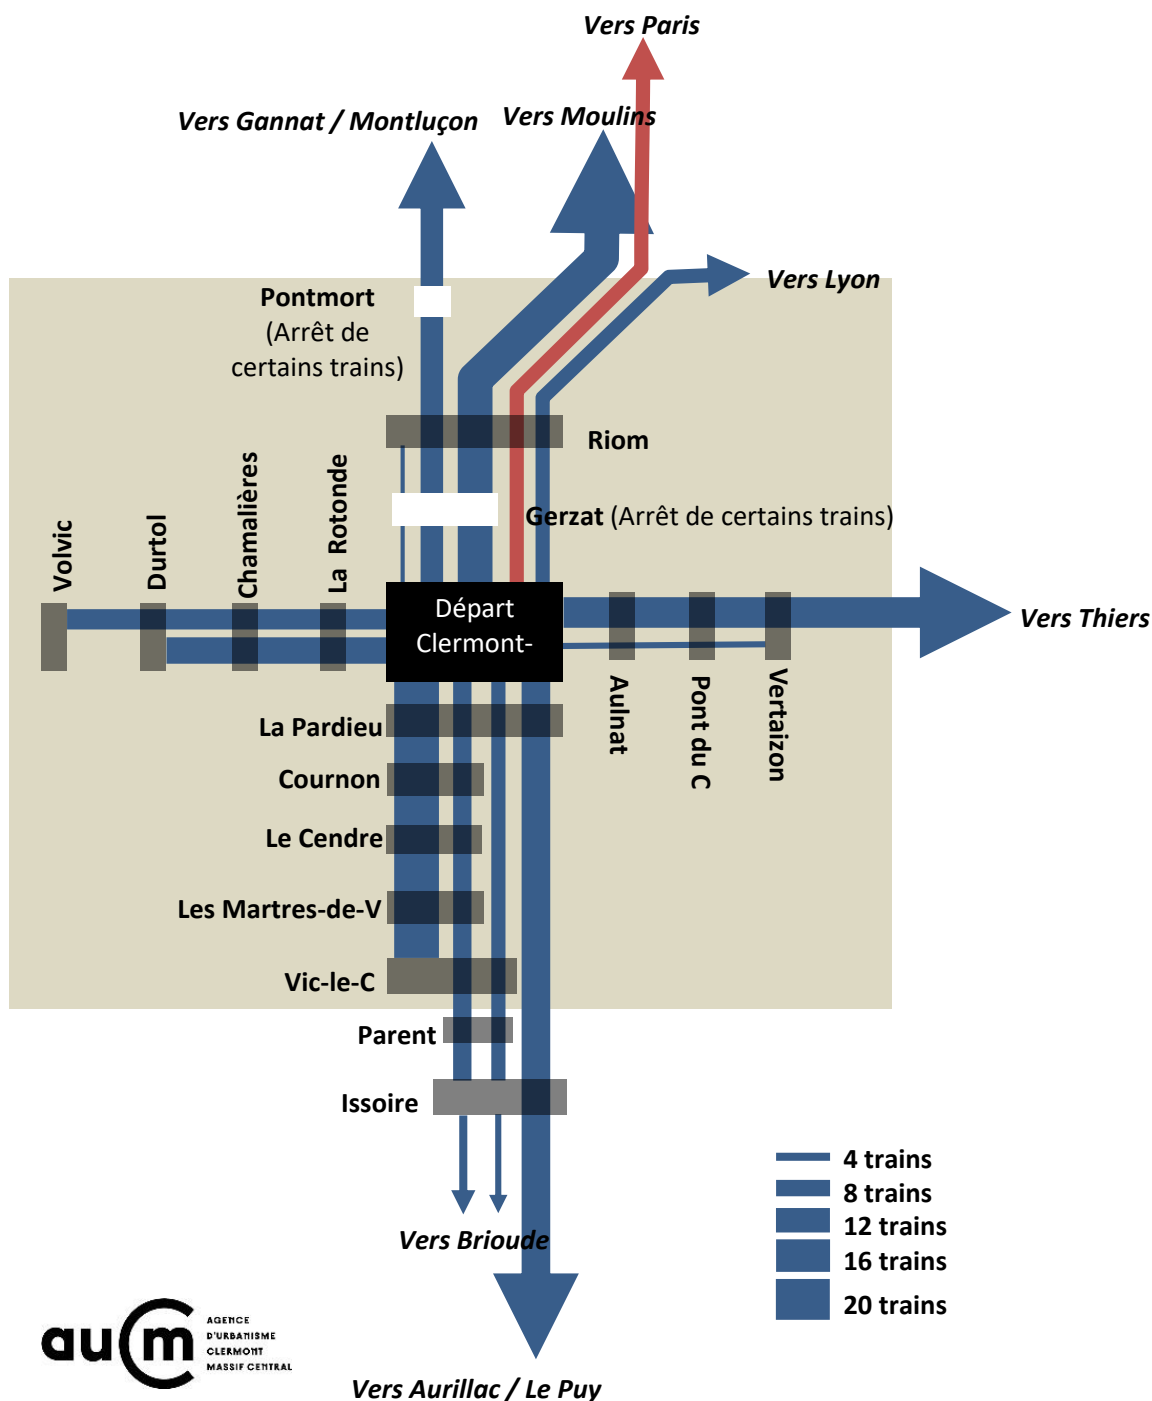 Vers Paris
Vers Gannat / Montluçon
Vers Moulins
Vers Lyon
Pontmort
(Arrêt de
certains trains)
Riom
Gerzat (Arrêt de certains trains)
Volvic
Durtol
Chamalières
La Rotonde
Départ
Clermont-
Vers Thiers
Aulnat
Pont du C
Vertaizon
La Pardieu
Cournon
Le Cendre
Les Martres-de-V
Vic-le-C
Parent
Issoire
Vers Brioude
4 trains
8 trains
12 trains
16 trains
20 trains
aucm
AGENCE
D'URBANISME
CLERMONT
MASSIF CENTRAL
Vers Aurillac / Le Puy